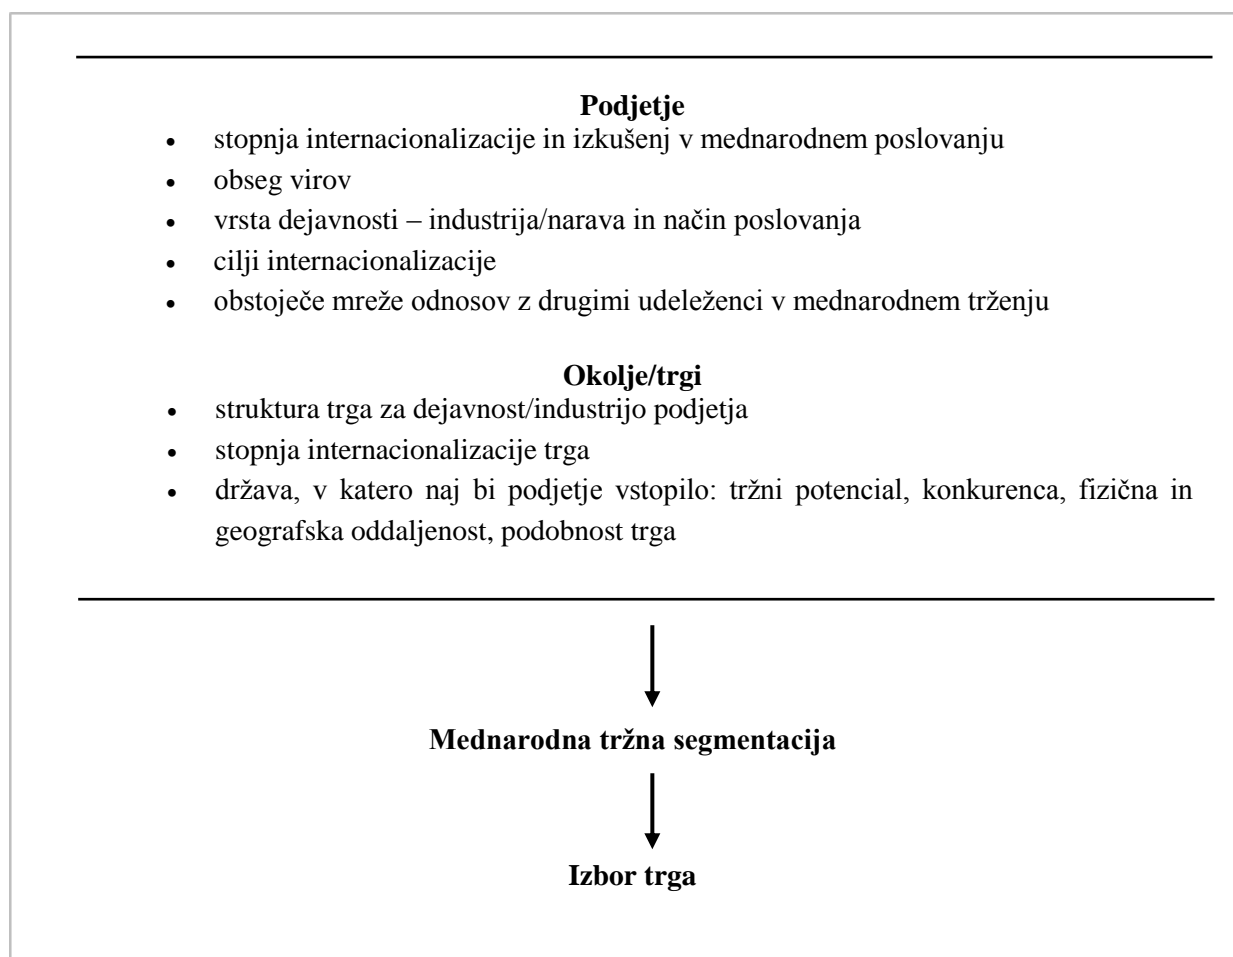 Podjetje
• stopnja internacionalizacije in izkušenj v mednarodnem poslovanju
• obseg virov
• vrsta dejavnosti – industrija/narava in način poslovanja
• cilji internacionalizacije
• obstoječe mreže odnosov z drugimi udeleženci v mednarodnem trženju
Okolje/trgi
• struktura trga za dejavnost/industrijo podjetja
• stopnja internacionalizacije trga
• država, v katero naj bi podjetje vstopilo: tržni potencial, konkurenca, fizična in
geografska oddaljenost, podobnost trga
Mednarodna tržna segmentacija
Izbor trga